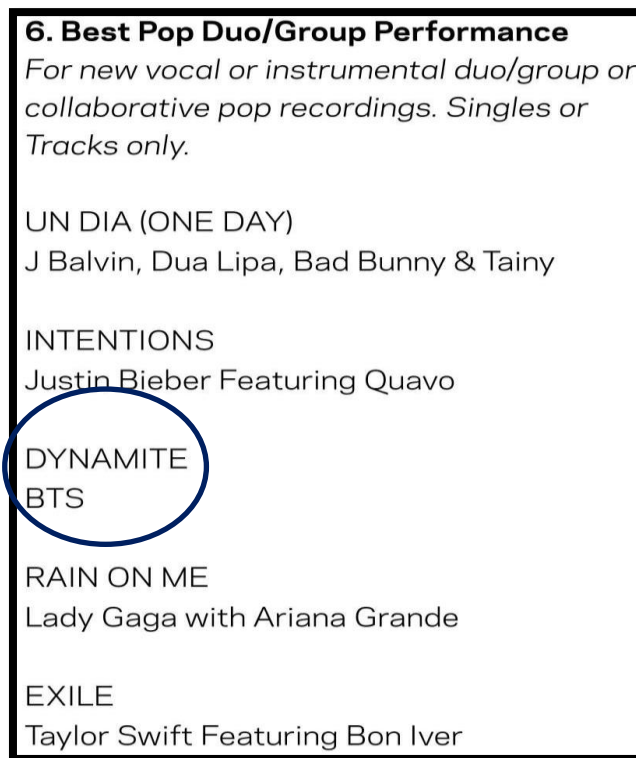 6. Best Pop Duo/Group Performance
For new vocal or instrumental duo/group or
collaborative pop recordings. Singles or
Tracks only.
UN DIA (ONE DAY)
J Balvin, Dua Lipa, Bad Bunny & Tainy
INTENTIONS
Justin Bieber Featuring Quavo
DYNAMITE
BTS
RAIN ON ME
Lady Gaga with Ariana Grande
EXILE
Taylor Swift Featuring Bon Iver